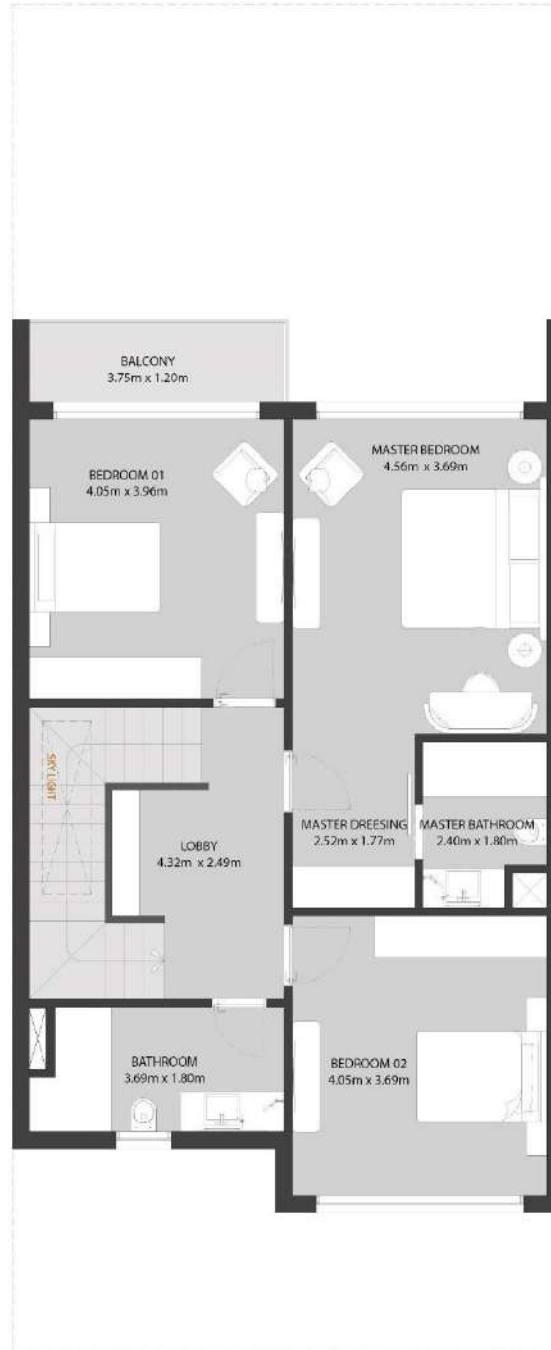 BALCONY
3.75m x 1.20m
BEDROOM 01
4.05m x 3.96m
MASTER BEDROOM
4.56m x 3.69m
SKY LIGHT
LOBBY
4.32m x 2.49m
MASTER DREESING
2.52m x 1.77m
MASTER BATHROOM
2.40m x 1.80m
BATHROOM
3.69m x 1.80m
BEDROOM 02
4.05m x 3.69m